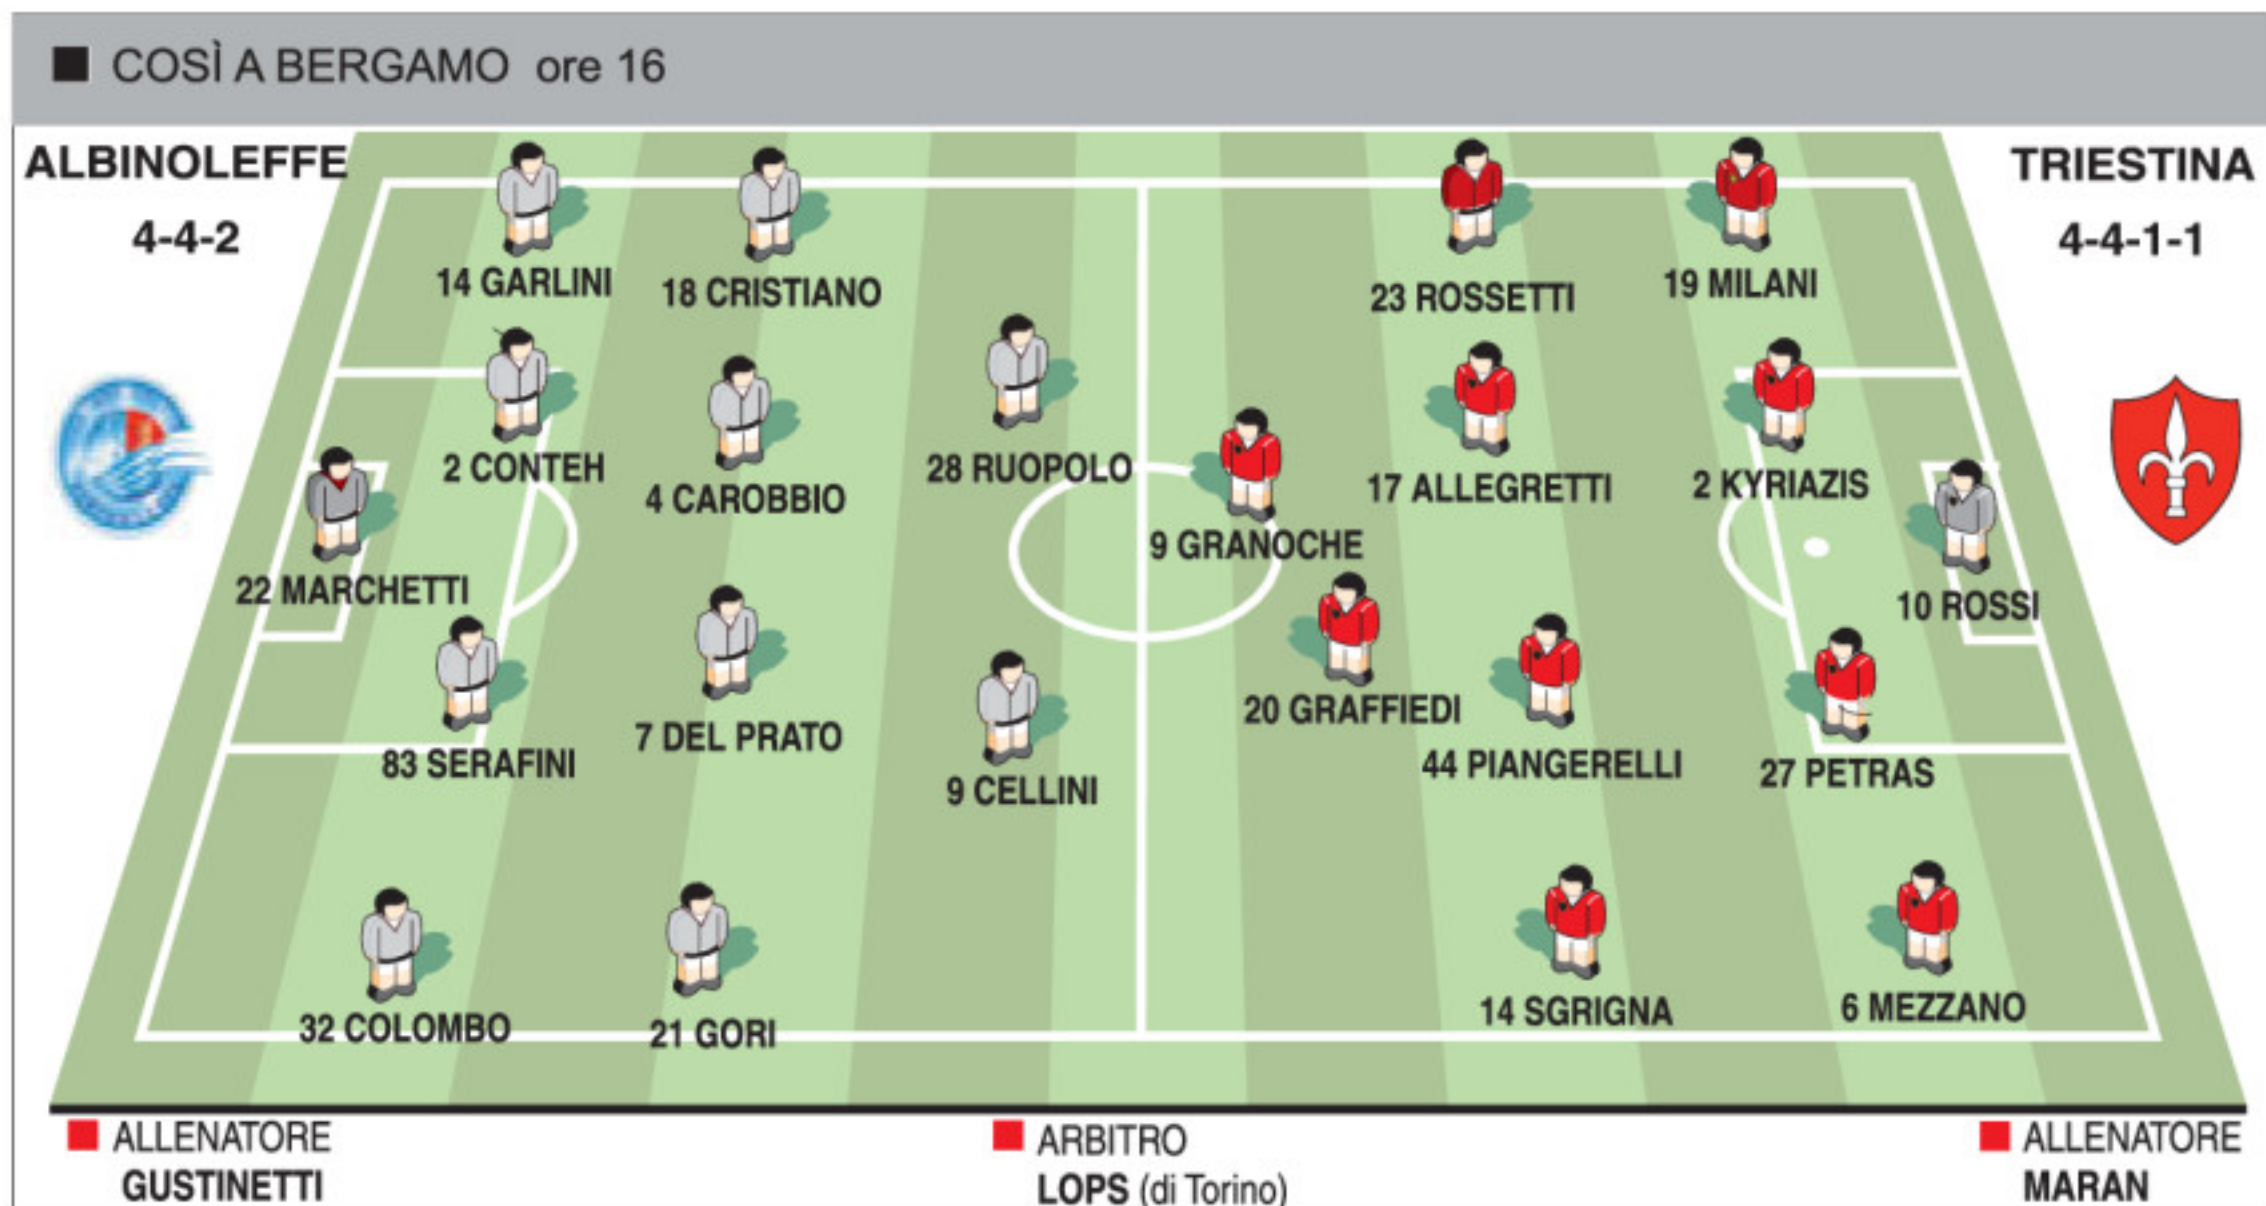 COSÌ A BERGAMO ore 16
ALBINOLEFFE
4-4-2
TRIESTINA
4-4-1-1
14 GARLINI
18 CRISTIANO
23 ROSSETTI
19 MILANI
2 CONTEH
4 CAROBBIO
28 RUOPOLO
17 ALLEGRETTI
2 KYRIAZIS
9 GRANOCHE
22 MARCHETTI
10 ROSSI
83 SERAFINI
7 DEL PRATO
9 CELLINI
20 GRAFFIEDI
44 PIANGERELLI
27 PETRAS
32 COLOMBO
21 GORI
14 SGRIGNA
6 MEZZANO
ALLENATORE
GUSTINETTI
ARBITRO
LOPS (di Torino)
ALLENATORE
MARAN